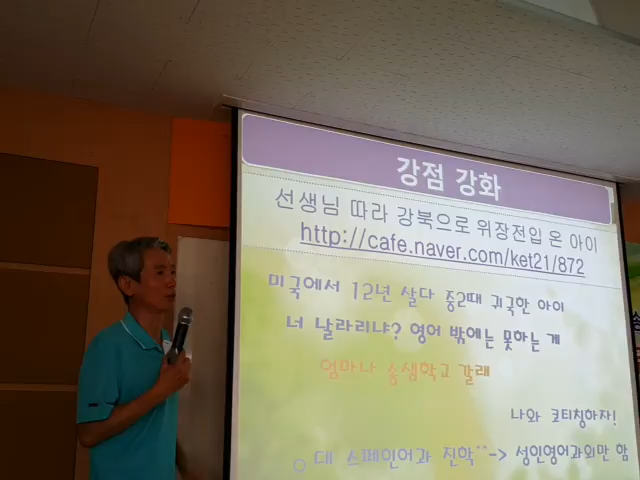 강점 강화
선생님 따라 강북으로 위장전입 온 아이
http://cafe.naver.com/ket21/872
미국에서 12년 살다 중2때 귀국한 아이
너 날라리냐? 영어 밖에는 못하는 게
엄마나 송생학교 갈래
나와 코티칭하자!
○대 스페인어과 진학^^-> 성인영어과외만 함